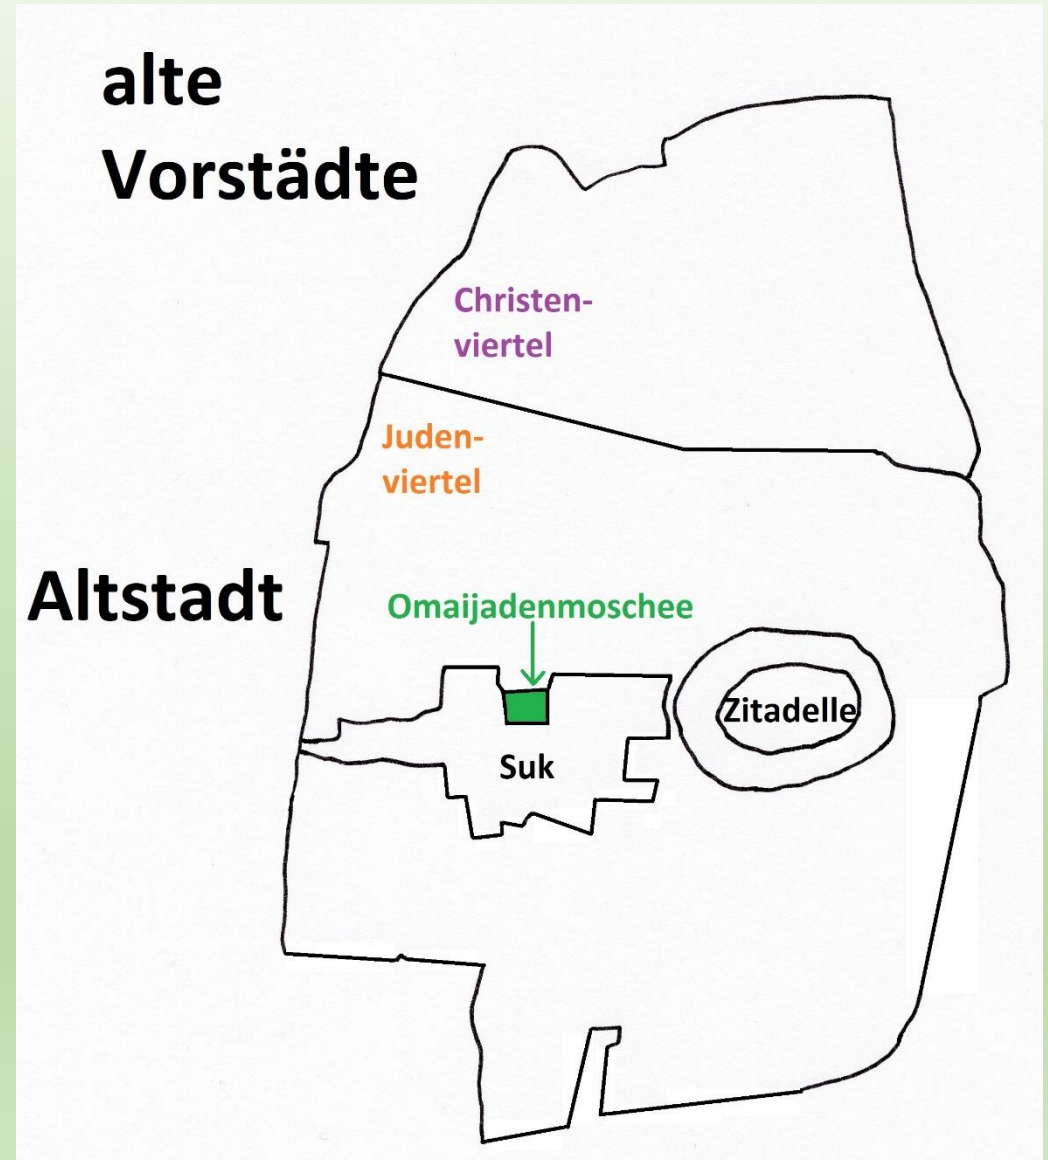 alte
Vorstädte
Christen-
viertel
Juden-
viertel
Altstadt
Omaijadenmoschee
Zitadelle
Suk